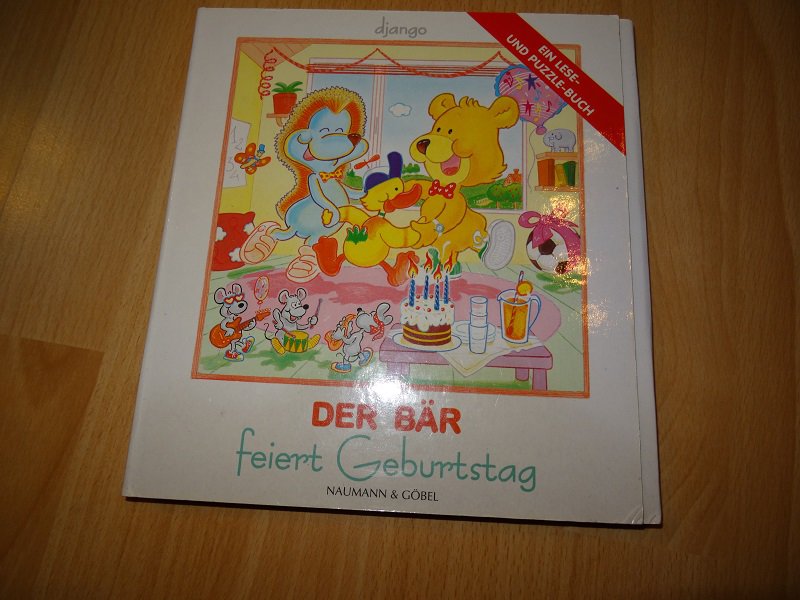 django
EIN LESE-
UND PUZZLE-BUCH
DER BÄR
feiert Geburtstag
NAUMANN & GÖBEL